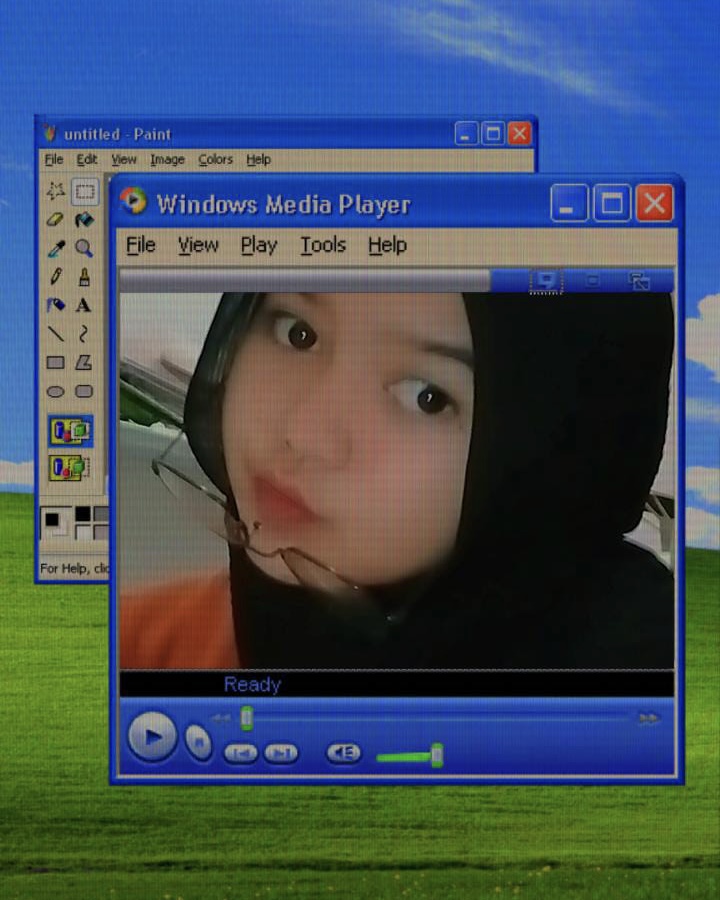 untitled - Paint
File Edit View Image Colors Help
Windows Media Player
File View Play Tools Help
A
Ready
For Help, clic